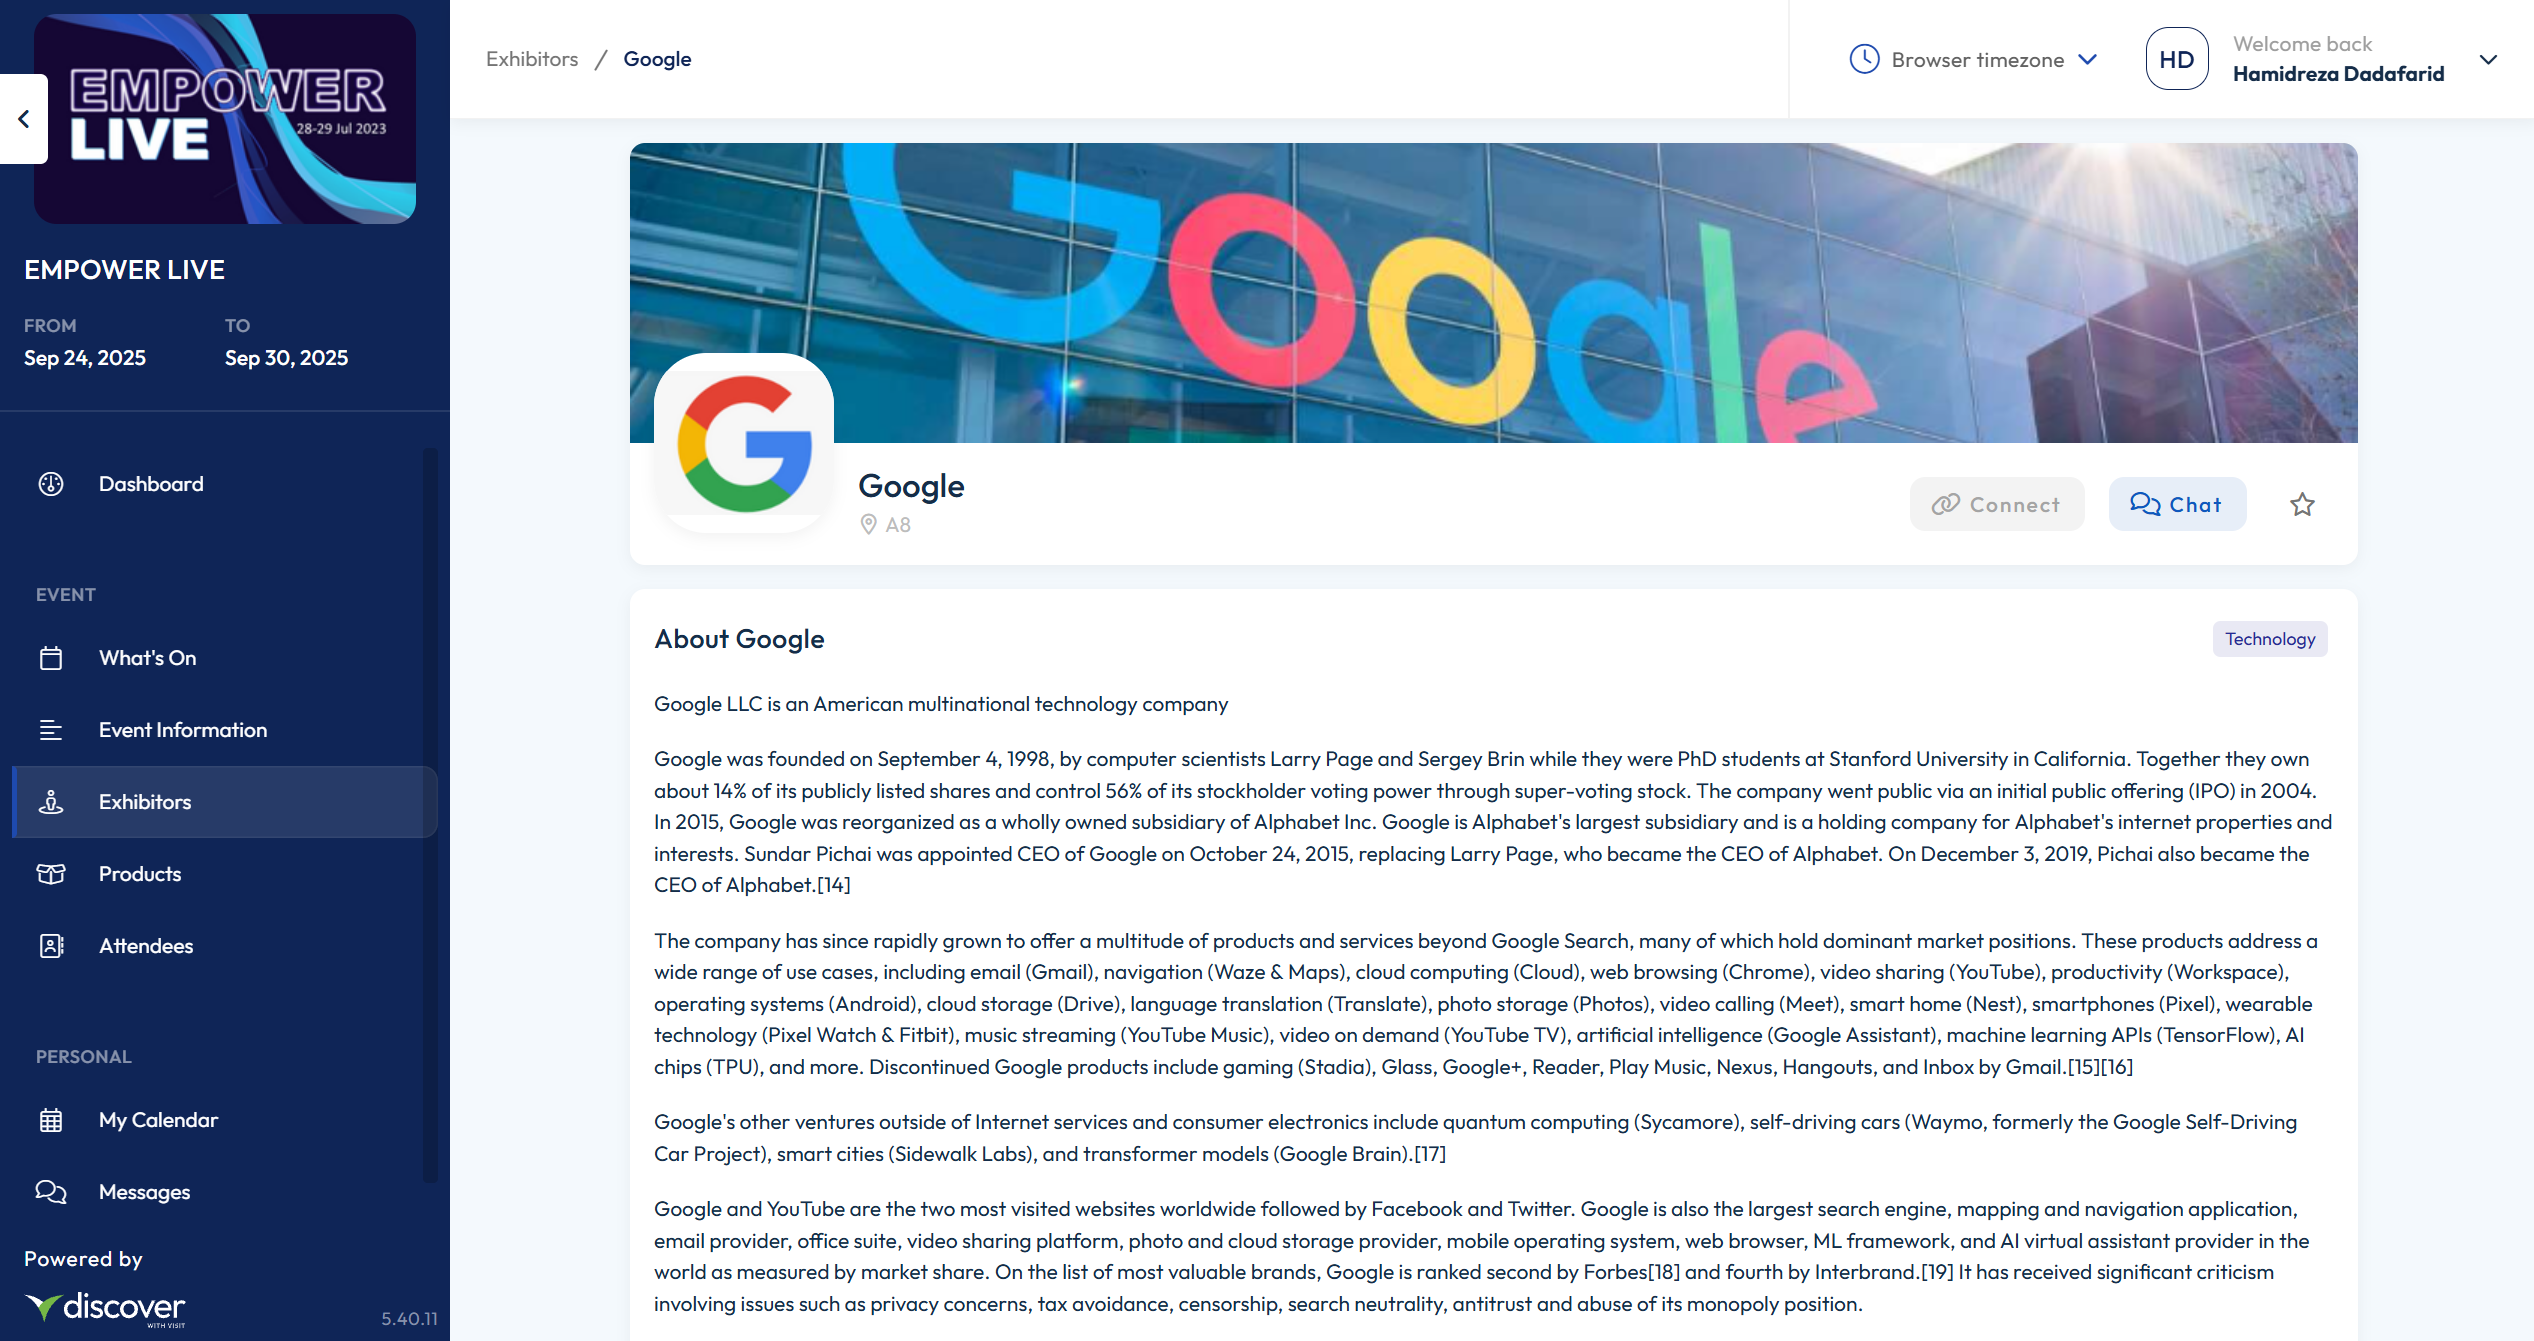 EMPOWER
LIVE
28-29 Jul 2023
EMPOWER LIVE
FROM
TO
Sep 24, 2025
Sep 30, 2025
Dashboard
EVENT
What's On
Event Information
Exhibitors
Products
Attendees
PERSONAL
My Calendar
Messages
Powered by
discover
WITH VISIT
5.40.11
Exhibitors / Google
Browser timezone
HD
Welcome back
Hamidreza Dadafarid
Google
Google
A8
Connect
Chat
About Google
Technology
Google LLC is an American multinational technology company
Google was founded on September 4, 1998, by computer scientists Larry Page and Sergey Brin while they were PhD students at Stanford University in California. Together they own
about 14% of its publicly listed shares and control 56% of its stockholder voting power through super-voting stock. The company went public via an initial public offering (IPO) in 2004.
In 2015, Google was reorganized as a wholly owned subsidiary of Alphabet Inc. Google is Alphabet's largest subsidiary and is a holding company for Alphabet's internet properties and
interests. Sundar Pichai was appointed CEO of Google on October 24, 2015, replacing Larry Page, who became the CEO of Alphabet. On December 3, 2019, Pichai also became the
CEO of Alphabet.[14]
The company has since rapidly grown to offer a multitude of products and services beyond Google Search, many of which hold dominant market positions. These products address a
wide range of use cases, including email (Gmail), navigation (Waze & Maps), cloud computing (Cloud), web browsing (Chrome), video sharing (YouTube), productivity (Workspace),
operating systems (Android), cloud storage (Drive), language translation (Translate), photo storage (Photos), video calling (Meet), smart home (Nest), smartphones (Pixel), wearable
technology (Pixel Watch & Fitbit), music streaming (YouTube Music), video on demand (YouTube TV), artificial intelligence (Google Assistant), machine learning APIs (TensorFlow), AI
chips (TPU), and more. Discontinued Google products include gaming (Stadia), Glass, Google+, Reader, Play Music, Nexus, Hangouts, and Inbox by Gmail.[15][16]
Google's other ventures outside of Internet services and consumer electronics include quantum computing (Sycamore), self-driving cars (Waymo, formerly the Google Self-Driving
Car Project), smart cities (Sidewalk Labs), and transformer models (Google Brain).[17]
Google and YouTube are the two most visited websites worldwide followed by Facebook and Twitter. Google is also the largest search engine, mapping and navigation application,
email provider, office suite, video sharing platform, photo and cloud storage provider, mobile operating system, web browser, ML framework, and AI virtual assistant provider in the
world as measured by market share. On the list of most valuable brands, Google is ranked second by Forbes[18] and fourth by Interbrand.[19] It has received significant criticism
involving issues such as privacy concerns, tax avoidance, censorship, search neutrality, antitrust and abuse of its monopoly position.